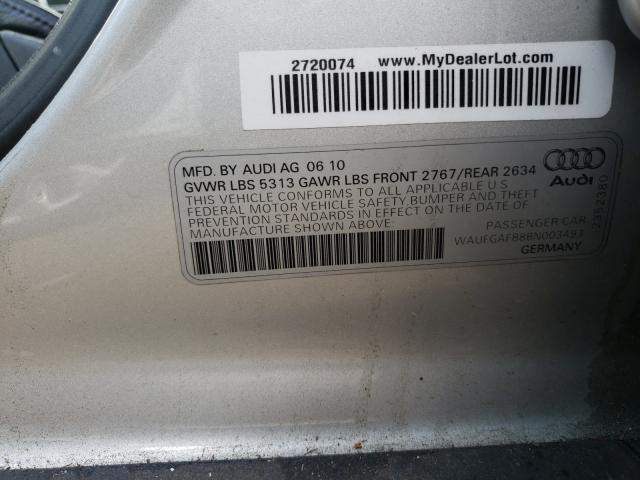 2720074 www.MyDealerLot.com
MFD. BY AUDI AG 06 10
GVWR LBS 5313 GAWR LBS FRONT 2767/REAR 2634
THIS VEHICLE CONFORMS TO ALL APPLICABLE U S
FEDERAL MOTOR VEHICLE SAFETY,BUMPER AND THEFT
PREVENTION STANDARDS IN EFFECT ON THE DATE OF
MANUFACTURE SHOWN ABOVE:
Audi
2352380
PASSENGER CAR
WAUFGAFB8BN003493
GERMANY